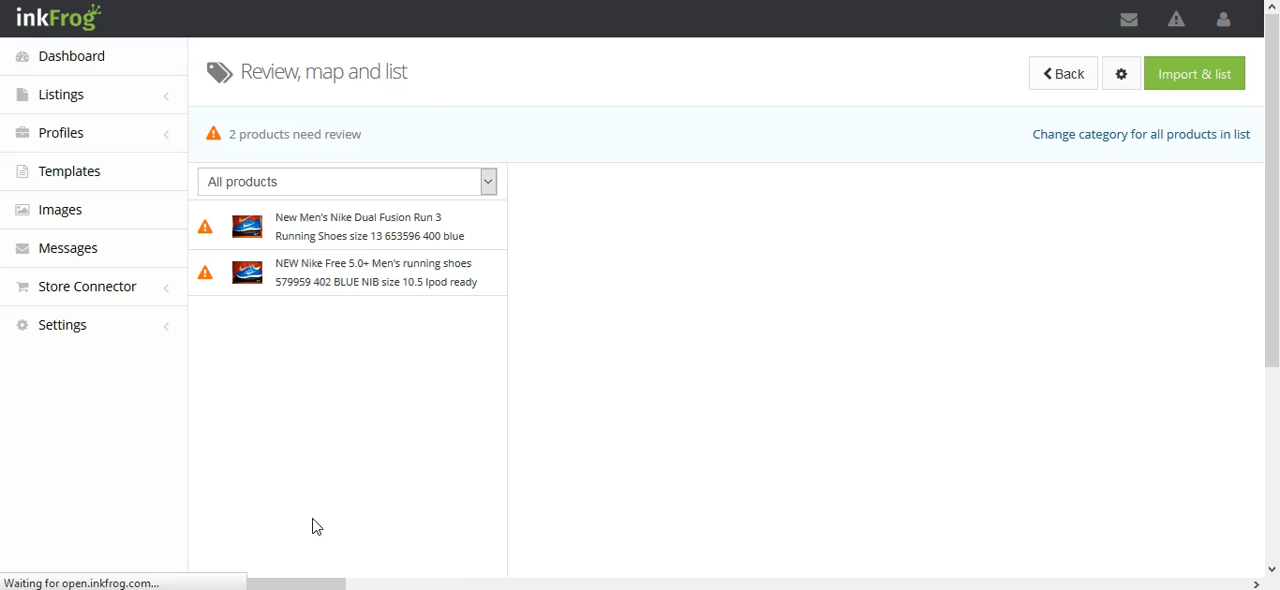 inkFrog
Dashboard
Listings
Profiles
Templates
Images
Messages
Store Connector
Settings
Review, map and list
Back
Import & list
2 products need review
Change category for all products in list
All products
New Men's Nike Dual Fusion Run 3
Running Shoes size 13 653596 400 blue
NEW Nike Free 5.0+ Men's running shoes
579959 402 BLUE NIB size 10.5 Ipod ready
Waiting for open.inkfrog.com...